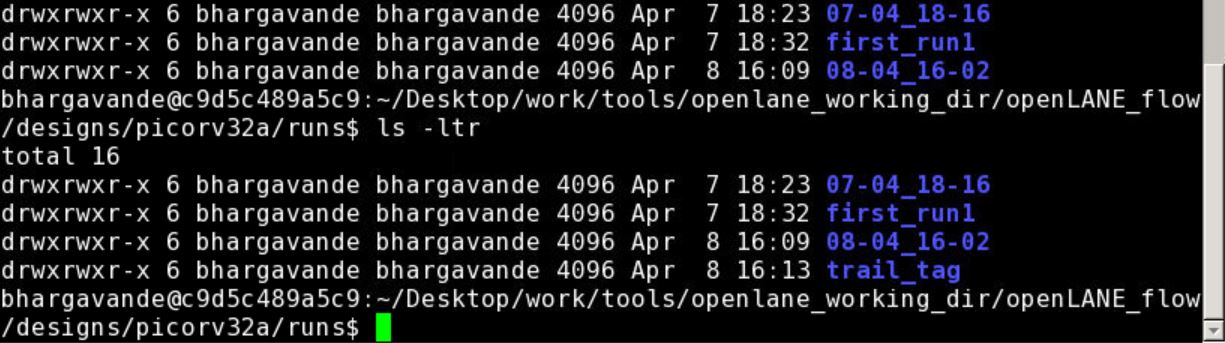 drwxrwxr-x 6 bhargavande bhargavande 4096 Apr  7 18:23 07-04_18-16
drwxrwxr-x 6 bhargavande bhargavande 4096 Apr  7 18:32 first_run1
drwxrwxr-x 6 bhargavande bhargavande 4096 Apr  8 16:09 08-04_16-02
bhargavande@c9d5c489a5c9:~/Desktop/work/tools/openlane_working_dir/openLANE_flow
/designs/picorv32a/runs$ ls -ltr
total 16
drwxrwxr-x 6 bhargavande bhargavande 4096 Apr  7 18:23 07-04_18-16
drwxrwxr-x 6 bhargavande bhargavande 4096 Apr  7 18:32 first_run1
drwxrwxr-x 6 bhargavande bhargavande 4096 Apr  8 16:09 08-04_16-02
drwxrwxr-x 6 bhargavande bhargavande 4096 Apr  8 16:13 trail_tag
bhargavande@c9d5c489a5c9:~/Desktop/work/tools/openlane_working_dir/openLANE_flow
/designs/picorv32a/runs$